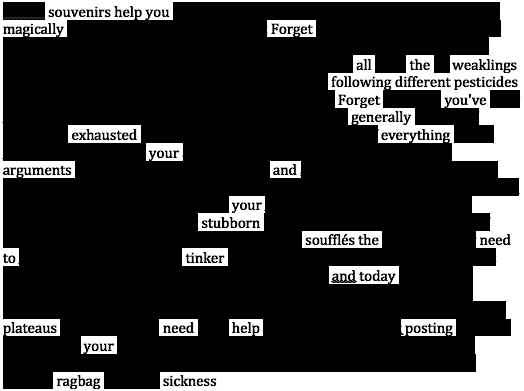 souvenirs help you
magically Forget
all the weaklings
following different pesticides
Forget you've
generally
exhausted everything
your
arguments and
your
stubborn
soufflés the need
to tinker
and today
plateaus need help posting
your
ragbag sickness